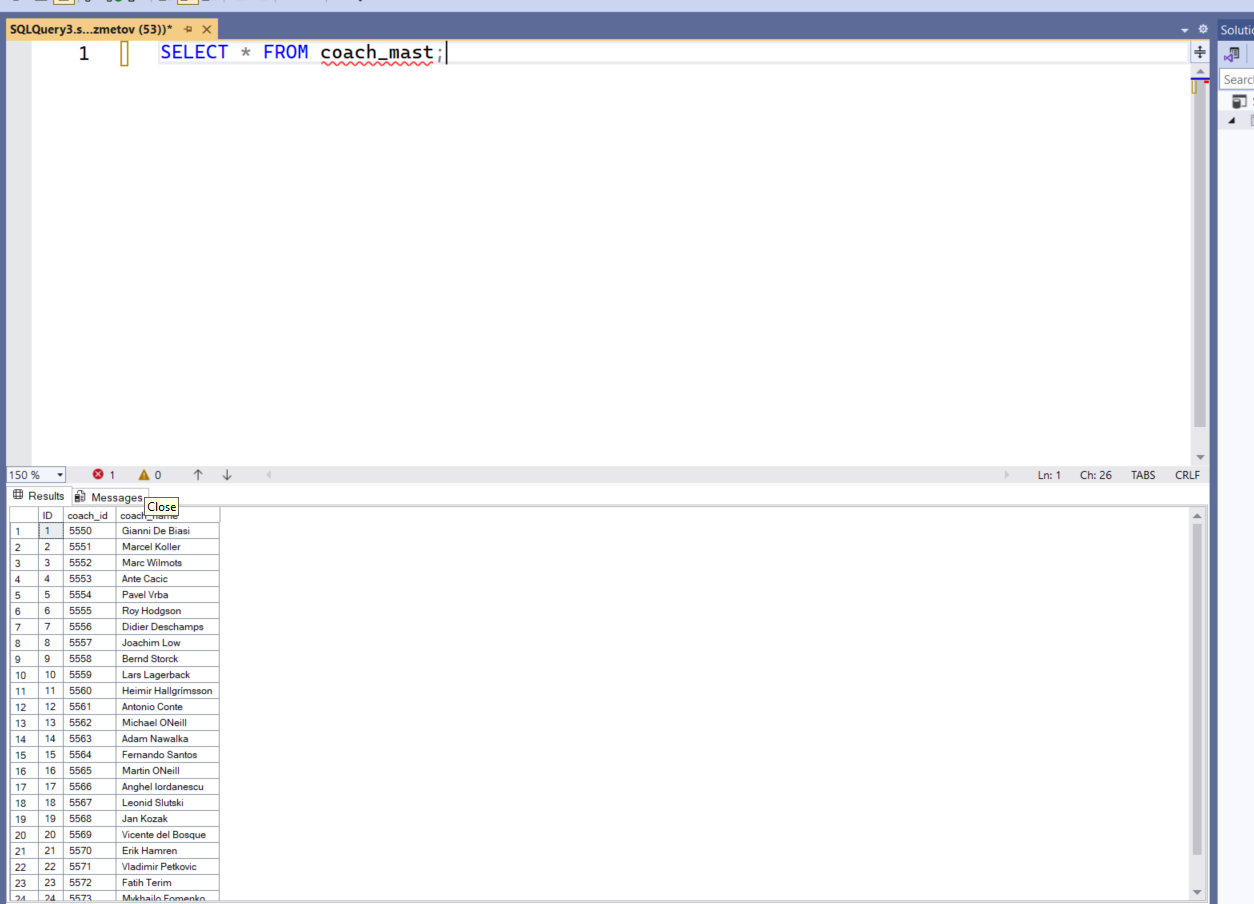 SQLQuery3.s...zmetov (53))*
Soluti
1 SELECT * FROM coach_mast;
Searc
150 % 1 0 Ln: 1 Ch: 26 TABS CRLF
Results Messages
Close
ID coach_id coach_name
1 1 5550 Gianni De Biasi
2 2 5551 Marcel Koller
3 3 5552 Marc Wilmots
4 4 5553 Ante Cacic
5 5 5554 Pavel Vrba
6 6 5555 Roy Hodgson
7 7 5556 Didier Deschamps
8 8 5557 Joachim Low
9 9 5558 Bernd Storck
10 10 5559 Lars Lagerback
11 11 5560 Heimir Hallgrímsson
12 12 5561 Antonio Conte
13 13 5562 Michael ONeill
14 14 5563 Adam Nawalka
15 15 5564 Fernando Santos
16 16 5565 Martin ONeill
17 17 5566 Anghel Iordanescu
18 18 5567 Leonid Slutski
19 19 5568 Jan Kozak
20 20 5569 Vicente del Bosque
21 21 5570 Erik Hamren
22 22 5571 Vladimir Petkovic
23 23 5572 Fatih Terim
24 24 5573 Mykhailo Fomenko